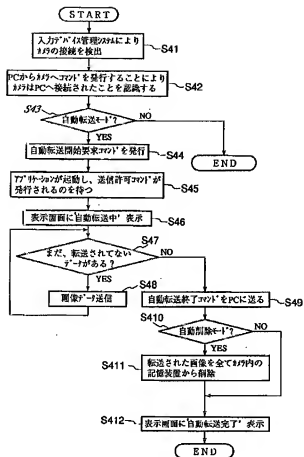 START
入力デバイス管理システムにより
カメラの接続を検出
S41
PCからカメラへコマンドを発行することにより
カメラはPCへ接続されたことを認識する
S42
S43
自動転送モード?
NO
YES
自動転送開始要求コマンドを発行
S44
END
アプリケーションが起動し、送信許可コマンドが
発行されるのを待つ
S45
表示画面に'自動転送中'表示
S46
S47
まだ、転送されてない
データがある?
NO
YES
S48
画像データ送信
自動転送終了コマンドをPCに送る
S49
S410
自動削除モード?
NO
YES
S411
転送された画像を全てカメラ内の
記憶装置から削除
S412
表示画面に'自動転送完了'表示
END